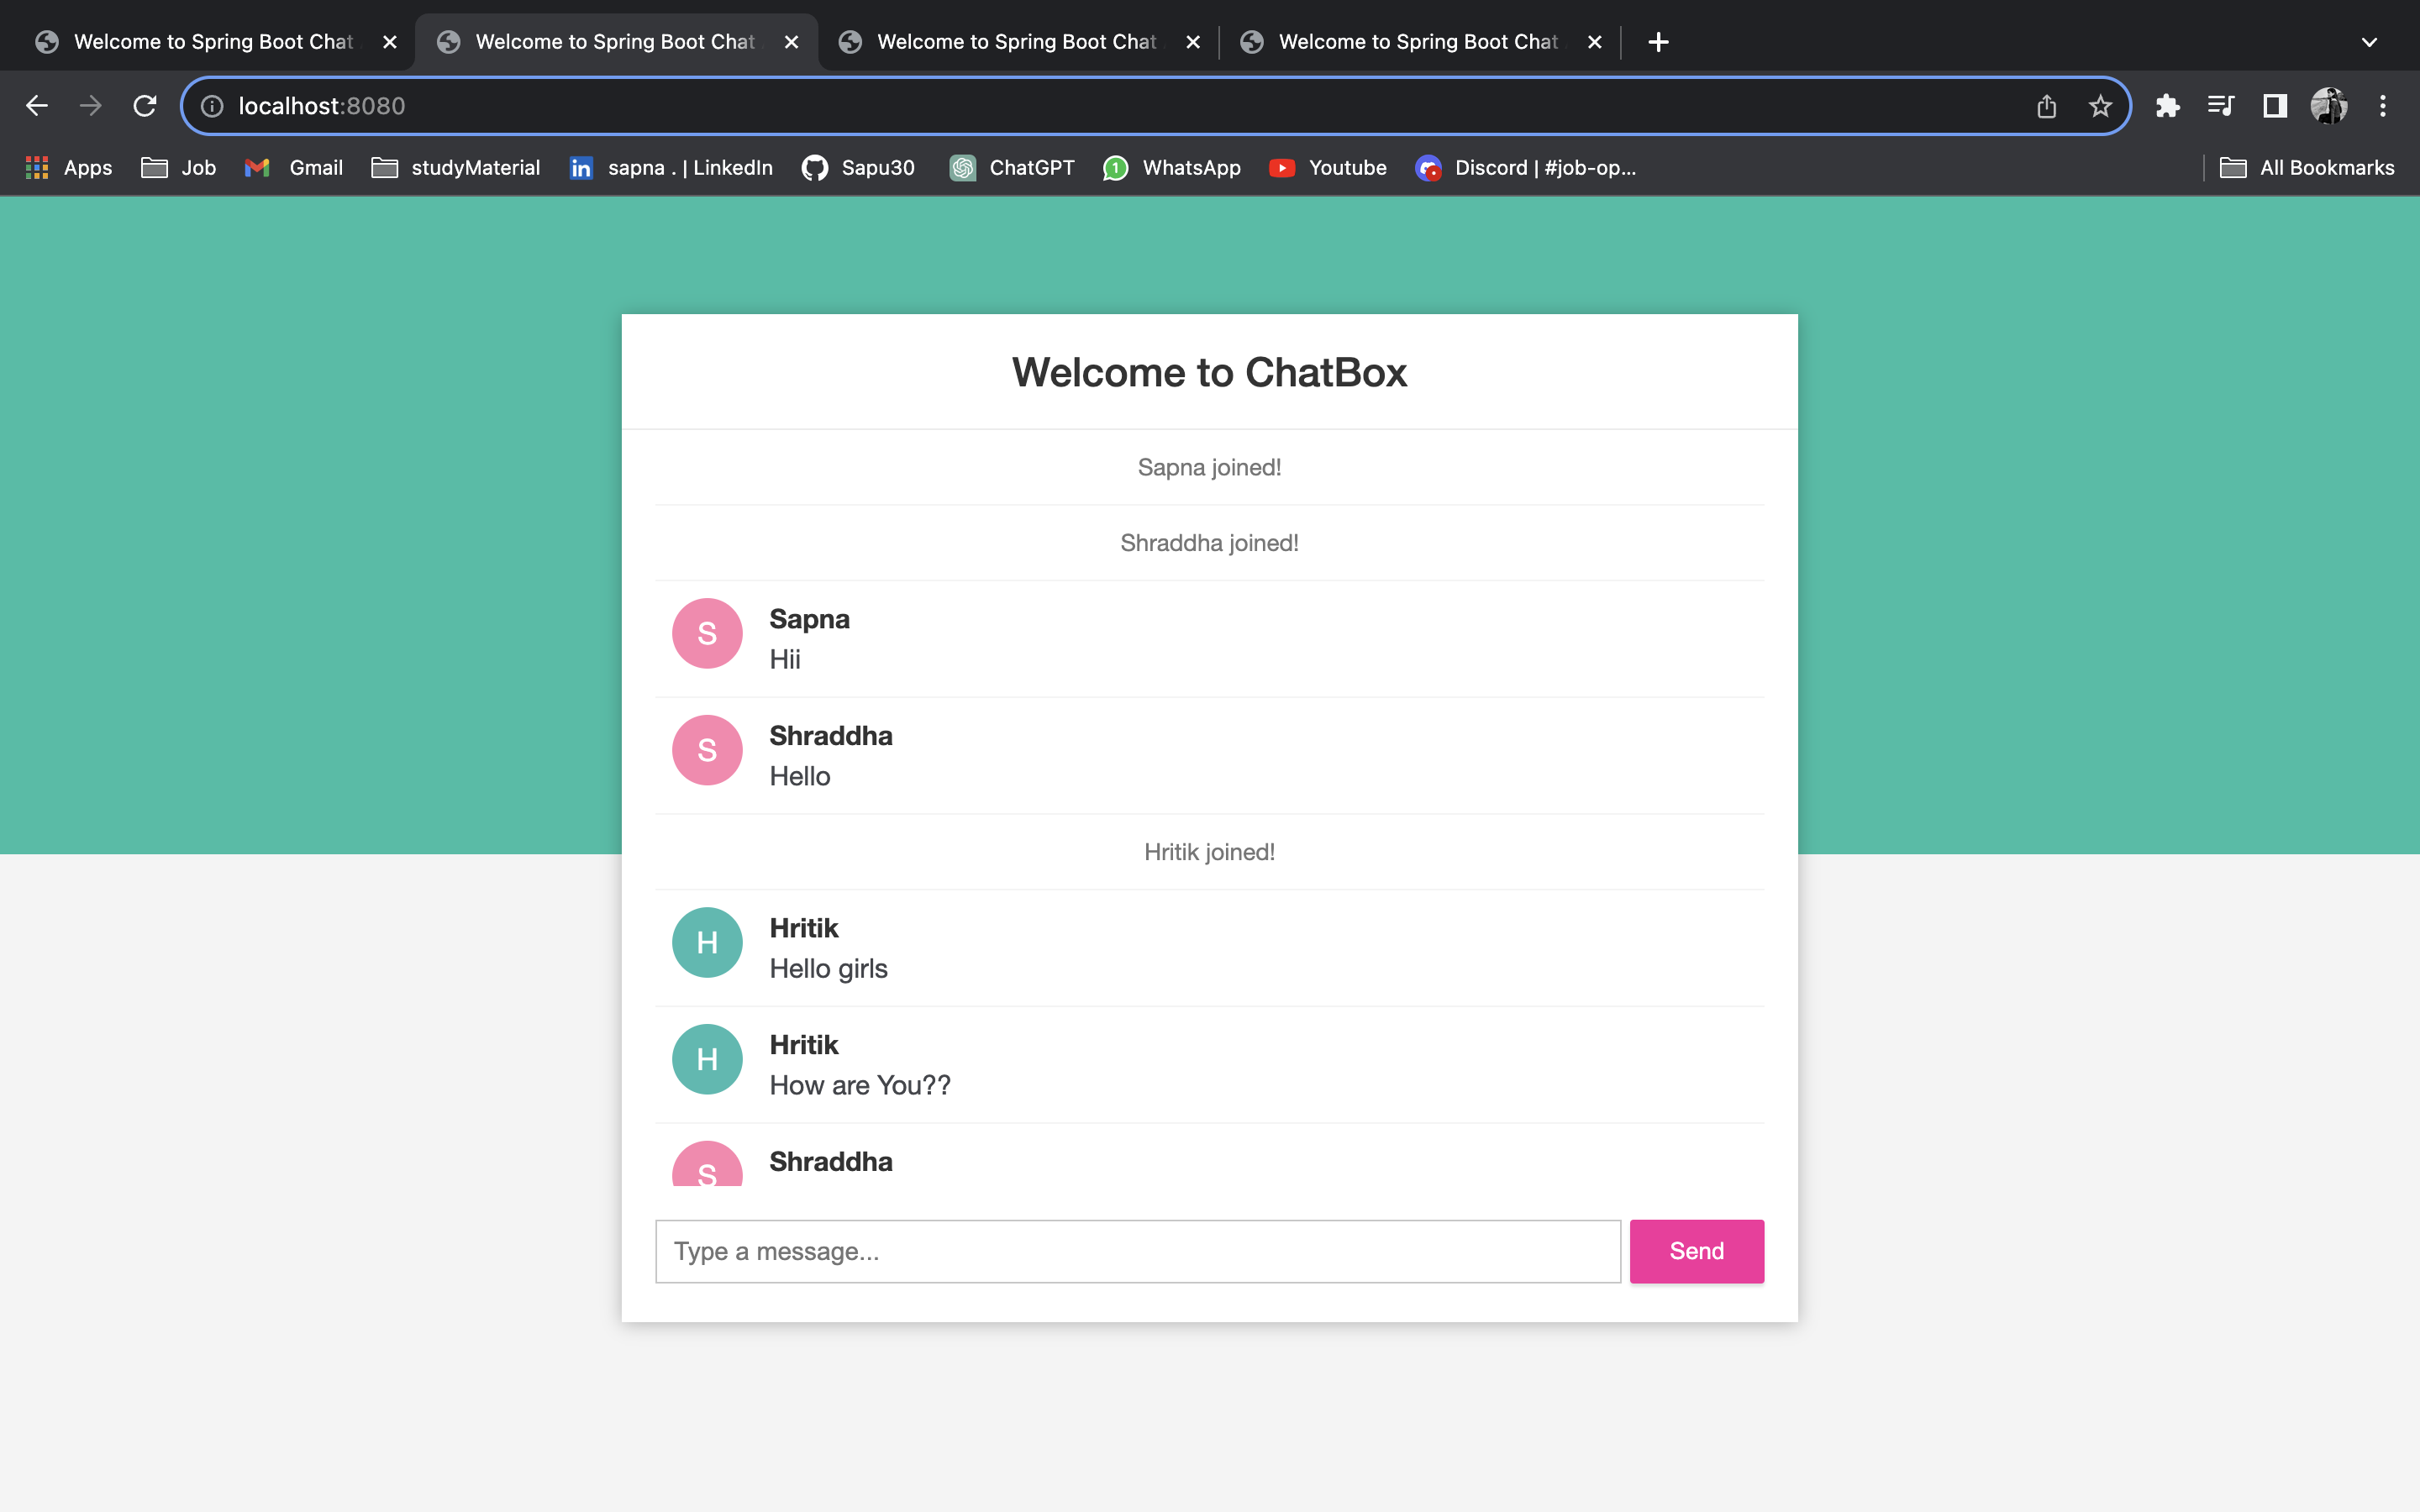 Welcome to Spring Boot Chat
Welcome to Spring Boot Chat
Welcome to Spring Boot Chat
Welcome to Spring Boot Chat
localhost:8080
Apps
Job
Gmail
studyMaterial
in
sapna . | LinkedIn
Sapu30
ChatGPT
1
WhatsApp
Youtube
Discord | #job-op...
All Bookmarks
Welcome to ChatBox
Sapna joined!
Shraddha joined!
S
Sapna
Hii
S
Shraddha
Hello
Hritik joined!
H
Hritik
Hello girls
H
Hritik
How are You??
S
Shraddha
Type a message...
Send